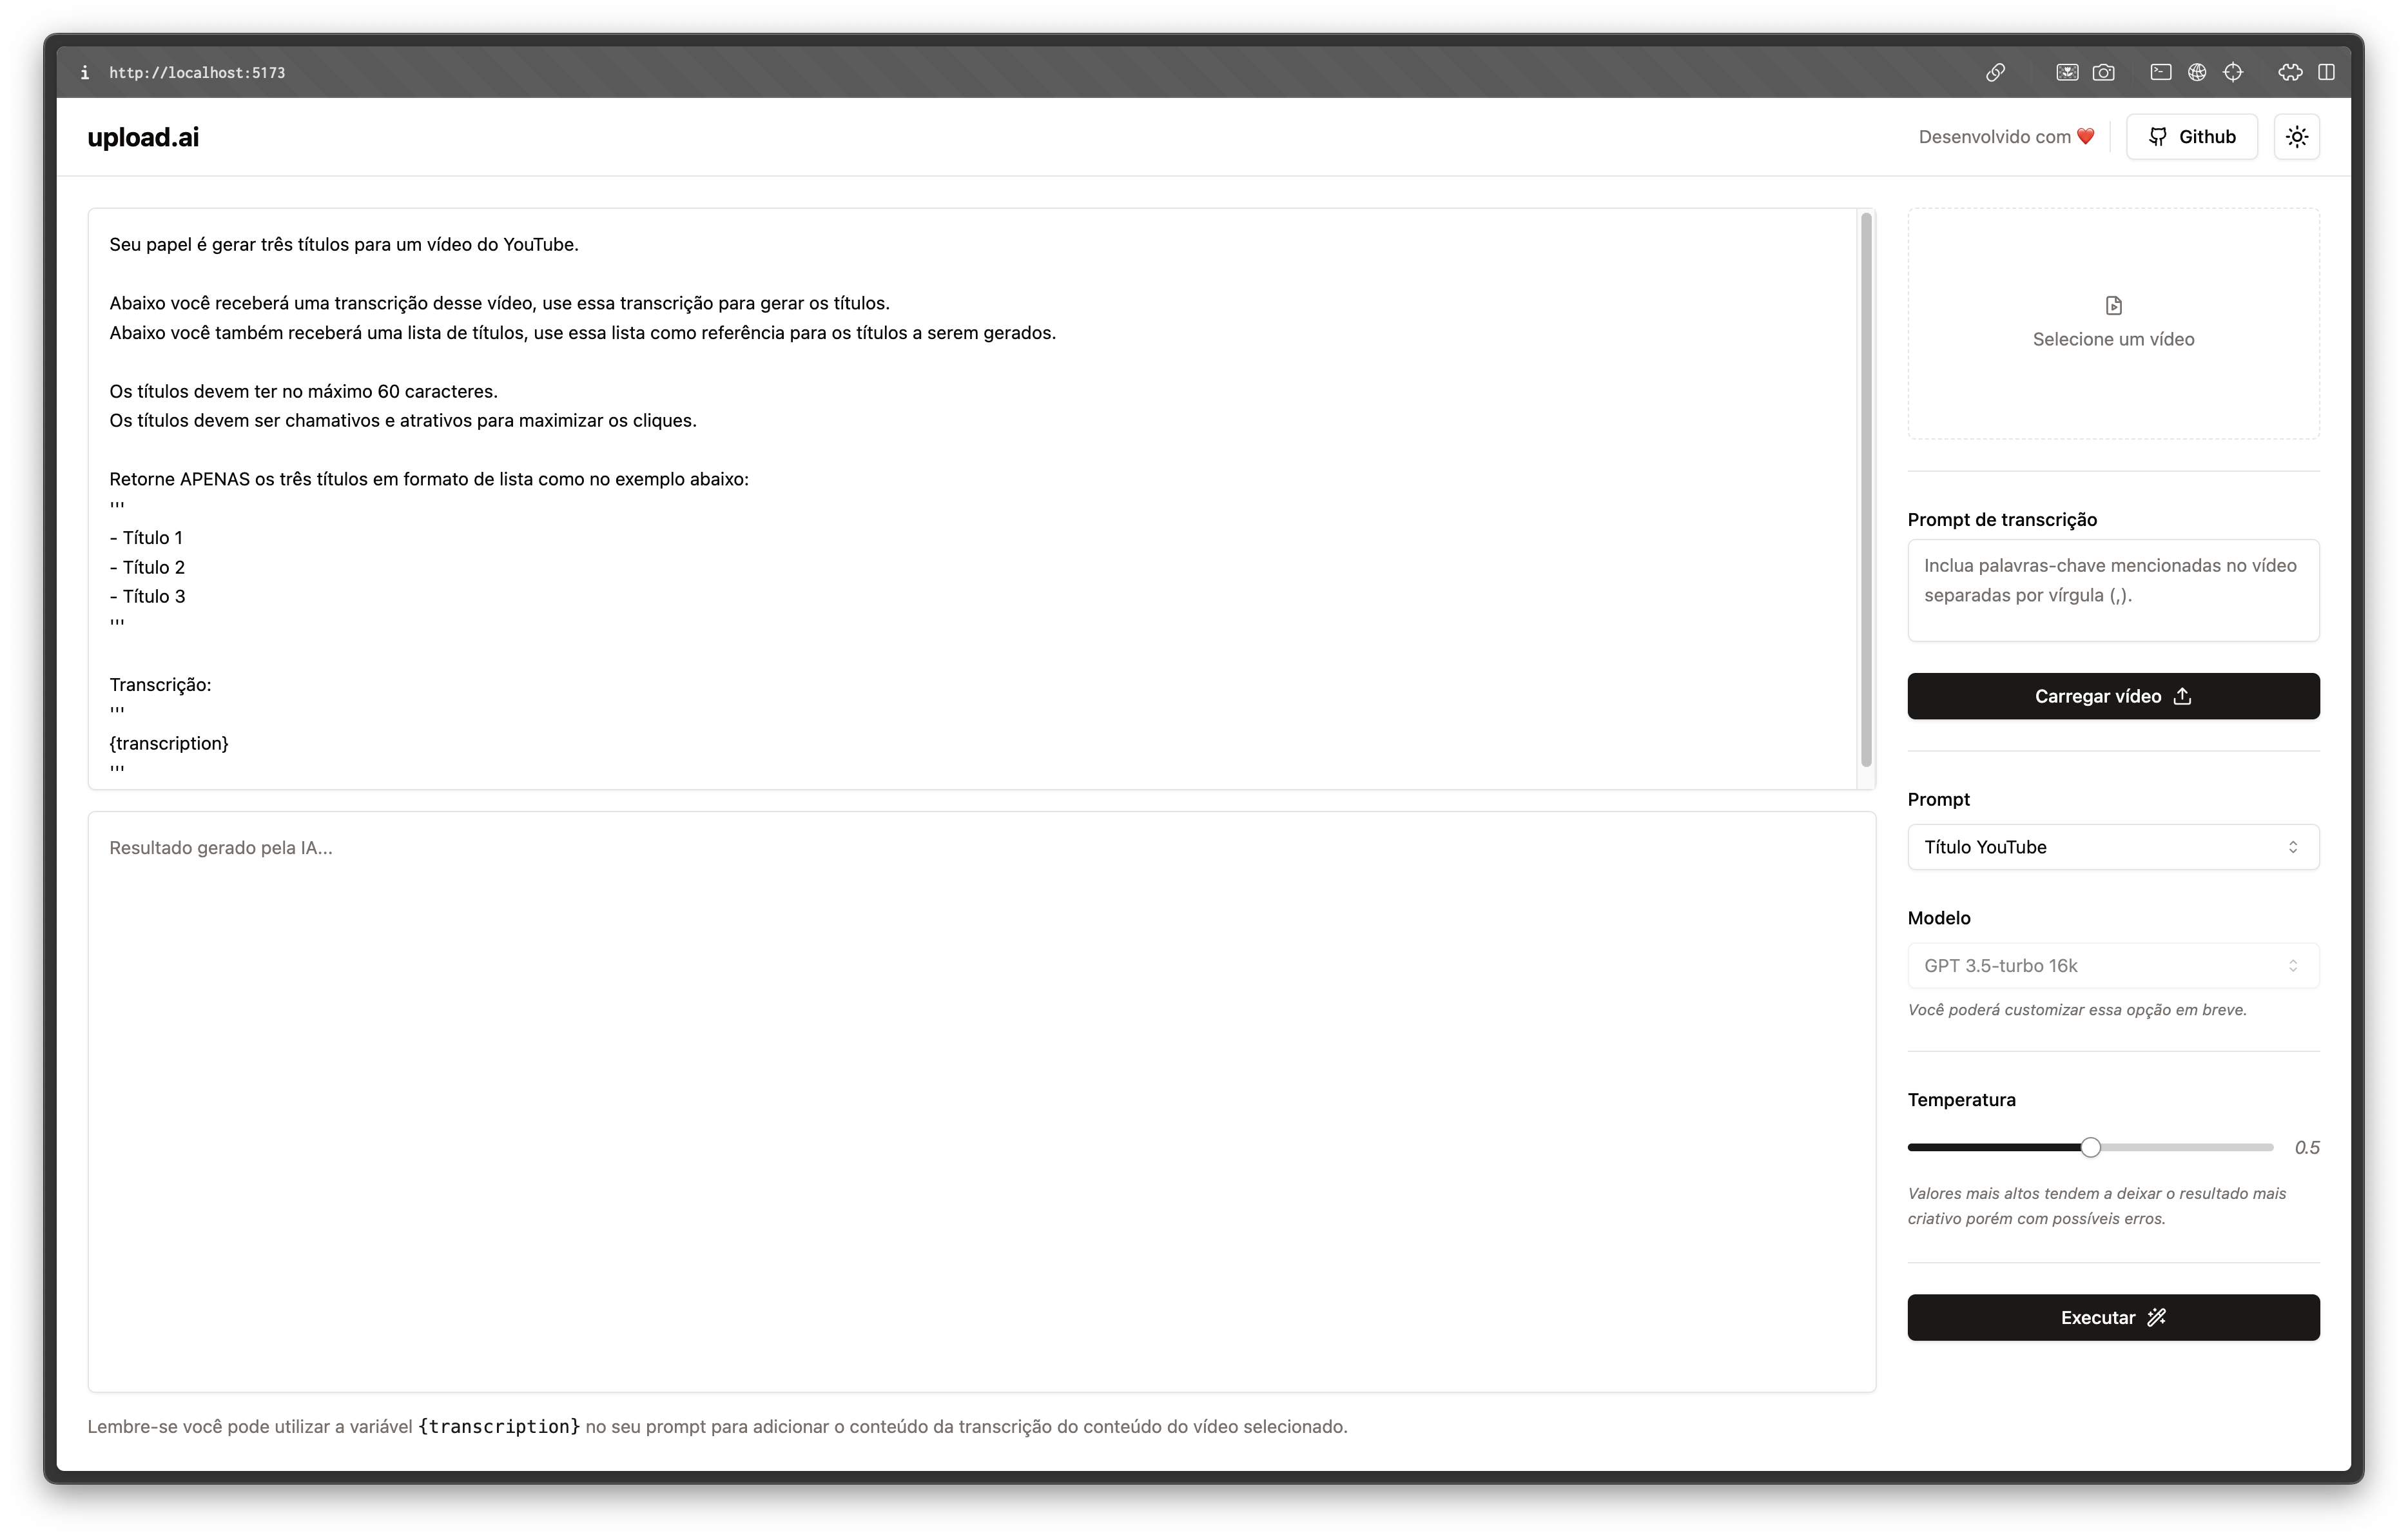 i http://localhost:5173
upload.ai
Desenvolvido com ❤️
Github
Seu papel é gerar três títulos para um vídeo do YouTube.
Abaixo você receberá uma transcrição desse vídeo, use essa transcrição para gerar os títulos.
Abaixo você também receberá uma lista de títulos, use essa lista como referência para os títulos a serem gerados.
Os títulos devem ter no máximo 60 caracteres.
Os títulos devem ser chamativos e atrativos para maximizar os cliques.
Retorne APENAS os três títulos em formato de lista como no exemplo abaixo:
'''
- Título 1
- Título 2
- Título 3
'''
Transcrição:
'''
{transcription}
'''
Resultado gerado pela IA...
Lembre-se você pode utilizar a variável {transcription} no seu prompt para adicionar o conteúdo da transcrição do conteúdo do vídeo selecionado.
Selecione um vídeo
Prompt de transcrição
Inclua palavras-chave mencionadas no vídeo
separadas por vírgula (,).
Carregar vídeo
Prompt
Título YouTube
Modelo
GPT 3.5-turbo 16k
Você poderá customizar essa opção em breve.
Temperatura
0.5
Valores mais altos tendem a deixar o resultado mais
criativo porém com possíveis erros.
Executar